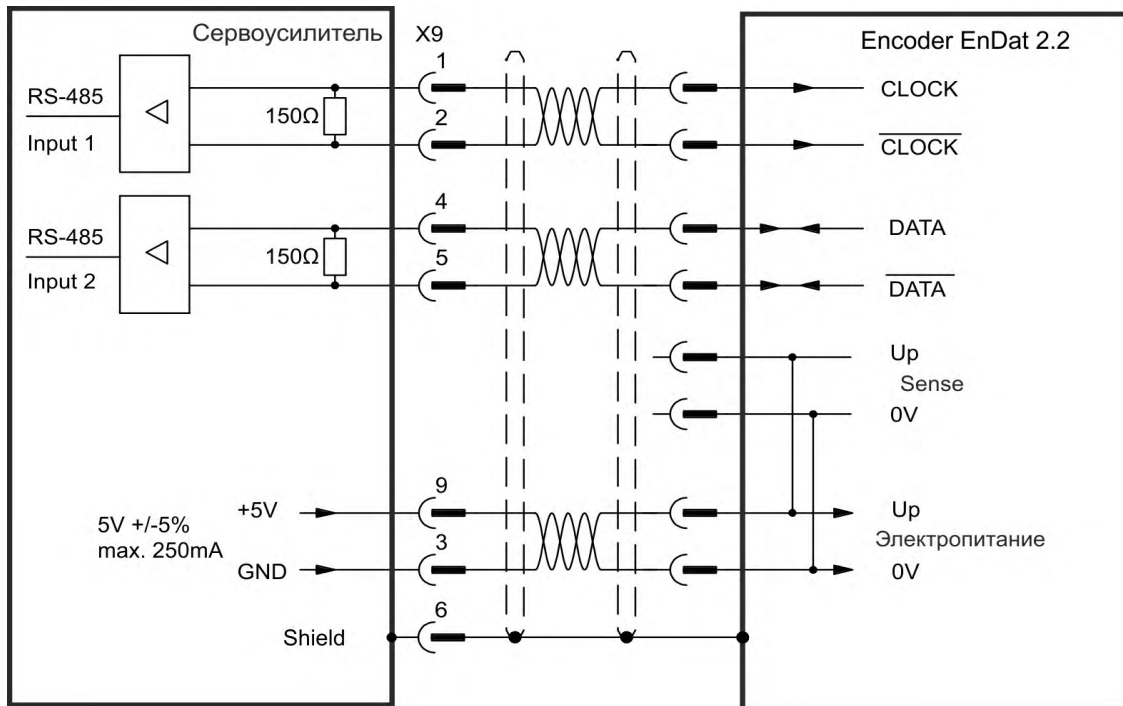 Сервоусилитель
X9
Encoder EnDat 2.2
1
CLOCK
RS-485
150Ω
2
Input 1
CLOCK
4
DATA
RS-485
150Ω
5
Input 2
DATA
Up
Sense
0V
9
+5V
Up
5V +/-5%
max. 250mA
Электропитание
3
GND
0V
6
Shield